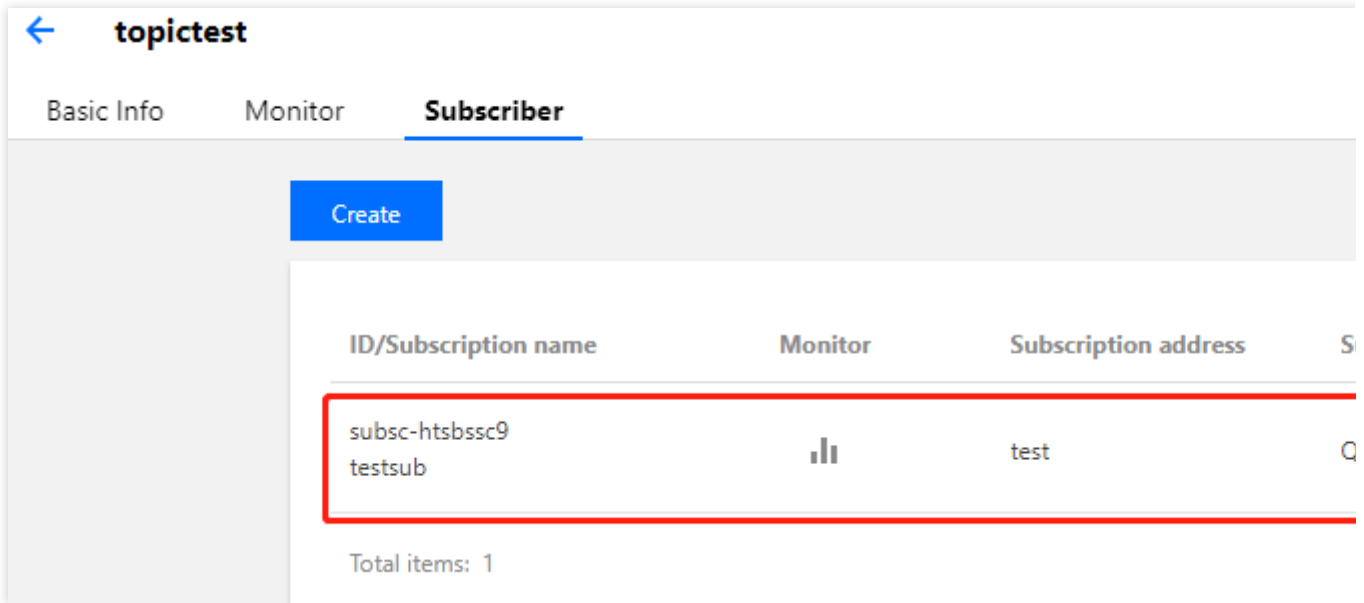 topictest
Basic Info Monitor Subscriber
Create
ID/Subscription name Monitor Subscription address
subsc-htsbssc9
testsub
test
Total items: 1